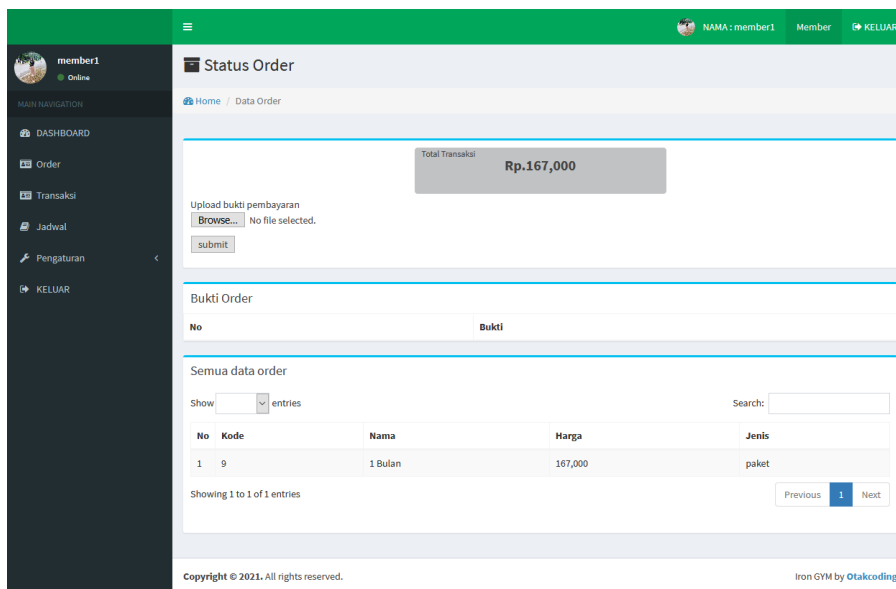 NAMA : member1 Member KELUAR
member1
Online
MAIN NAVIGATION
DASHBOARD
Order
Transaksi
Jadwal
Pengaturan
KELUAR
Status Order
Home / Data Order
Total Transaksi
Rp.167,000
Upload bukti pembayaran
Browse... No file selected.
submit
Bukti Order
No Bukti
Semua data order
Show entries Search:
No Kode Nama Harga Jenis
1 9 1 Bulan 167,000 paket
Showing 1 to 1 of 1 entries Previous 1 Next
Copyright © 2021. All rights reserved. Iron GYM by Otakcoding